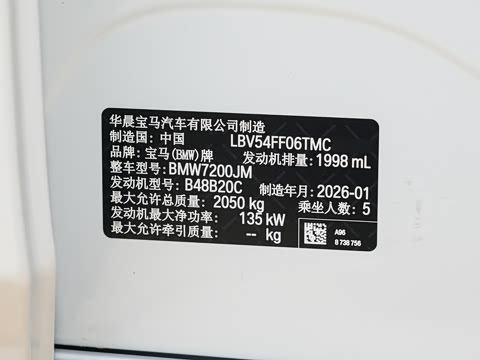 华晨宝马汽车有限公司制造
制造国：中国 LBV54FF06TMC
品牌：宝马(BMW)牌 发动机排量：1998 mL
整车型号：BMW7200JM
发动机型号：B48B20C 制造年月：2026-01
最大允许总质量： 2050 kg 乘坐人数：5
发动机最大净功率： 135 kW
最大允许牵引质量： -- kg
A96
8 738 756